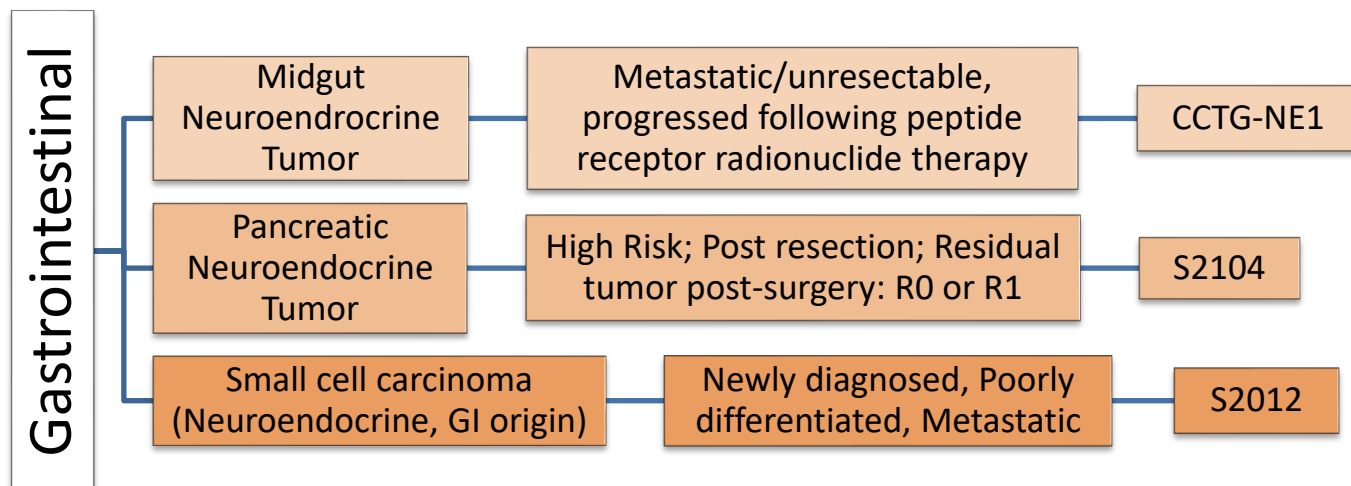 Gastrointestinal
Midgut
Neuroendrocrine
Tumor
Metastatic/unresectable,
progressed following peptide
receptor radionuclide therapy
CCTG-NE1
Pancreatic
Neuroendocrine
Tumor
High Risk; Post resection; Residual
tumor post-surgery: R0 or R1
S2104
Small cell carcinoma
(Neuroendocrine, GI origin)
Newly diagnosed, Poorly
differentiated, Metastatic
S2012